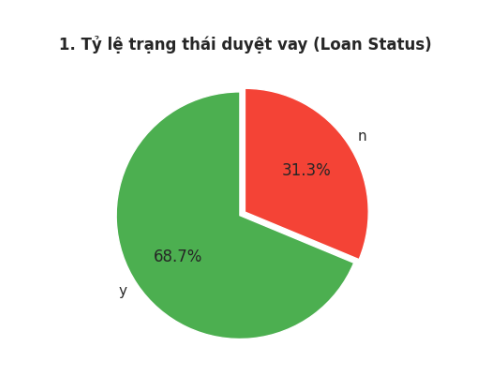 1. Tỷ lệ trạng thái duyệt vay (Loan Status)
n
31.3%
68.7%
y